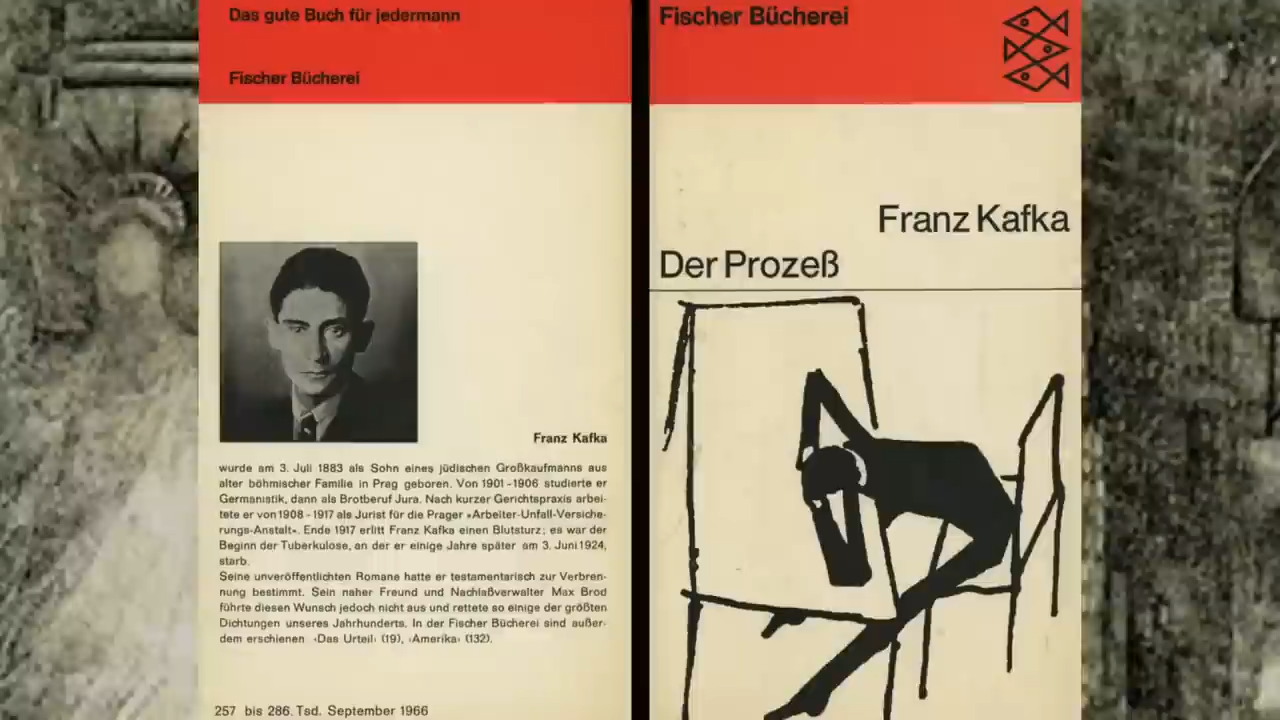 Das gute Buch für jedermann
Fischer Bücherei
Franz Kafka
wurde am 3. Juli 1883 als Sohn eines jüdischen Großkaufmanns aus
alter böhmischer Familie in Prag geboren. Von 1901-1906 studierte er
Germanistik, dann als Brotberuf Jura. Nach kurzer Gerichtspraxis arbei-
tete er von 1908-1917 als Jurist für die Prager »Arbeiter-Unfall-Versiche-
rungs-Anstalt«. Ende 1917 erlitt Franz Kafka einen Blutsturz; es war der
Beginn der Tuberkulose, an der er einige Jahre später am 3. Juni 1924,
starb.
Seine unveröffentlichten Romane hatte er testamentarisch zur Verbren-
nung bestimmt. Sein naher Freund und Nachlaßverwalter Max Brod
führte diesen Wunsch jedoch nicht aus und rettete so einige der größten
Dichtungen unseres Jahrhunderts. In der Fischer Bücherei sind außer-
dem erschienen ›Das Urteil‹ (19), ›Amerika‹ (132).
257 bis 286. Tsd. September 1966
Fischer Bücherei
Franz Kafka
Der Prozeß